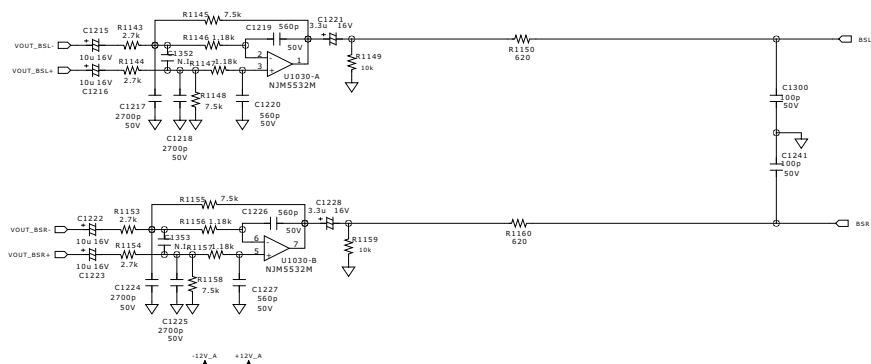 R1145 7.5k
C1215
R1143
2.7k
C1219 560p
C1221
3.3u 16V
VOUT_BSL-
+
10u 16V
R1146 1.18k
50V
+
BSL
C1352
N.I.
2 -
1
R1149
10k
R1150
620
VOUT_BSL+
+
10u 16V
C1216
R1144
2.7k
R1147 1.18k
3 +
U1030-A
NJM5532M
C1217
2700p
50V
R1148
7.5k
C1220
560p
50V
C1218
2700p
50V
C1300
100p
50V
C1241
100p
50V
R1155 7.5k
C1222
R1153
2.7k
C1226 560p
C1228
3.3u 16V
VOUT_BSR-
+
10u 16V
R1156 1.18k
50V
+
BSR
C1353
N.I.
6 -
7
R1159
10k
R1160
620
VOUT_BSR+
+
10u 16V
C1223
R1154
2.7k
R1157 1.18k
5 +
U1030-B
NJM5532M
C1224
2700p
50V
R1158
7.5k
C1227
560p
50V
C1225
2700p
50V
-12V_A +12V_A